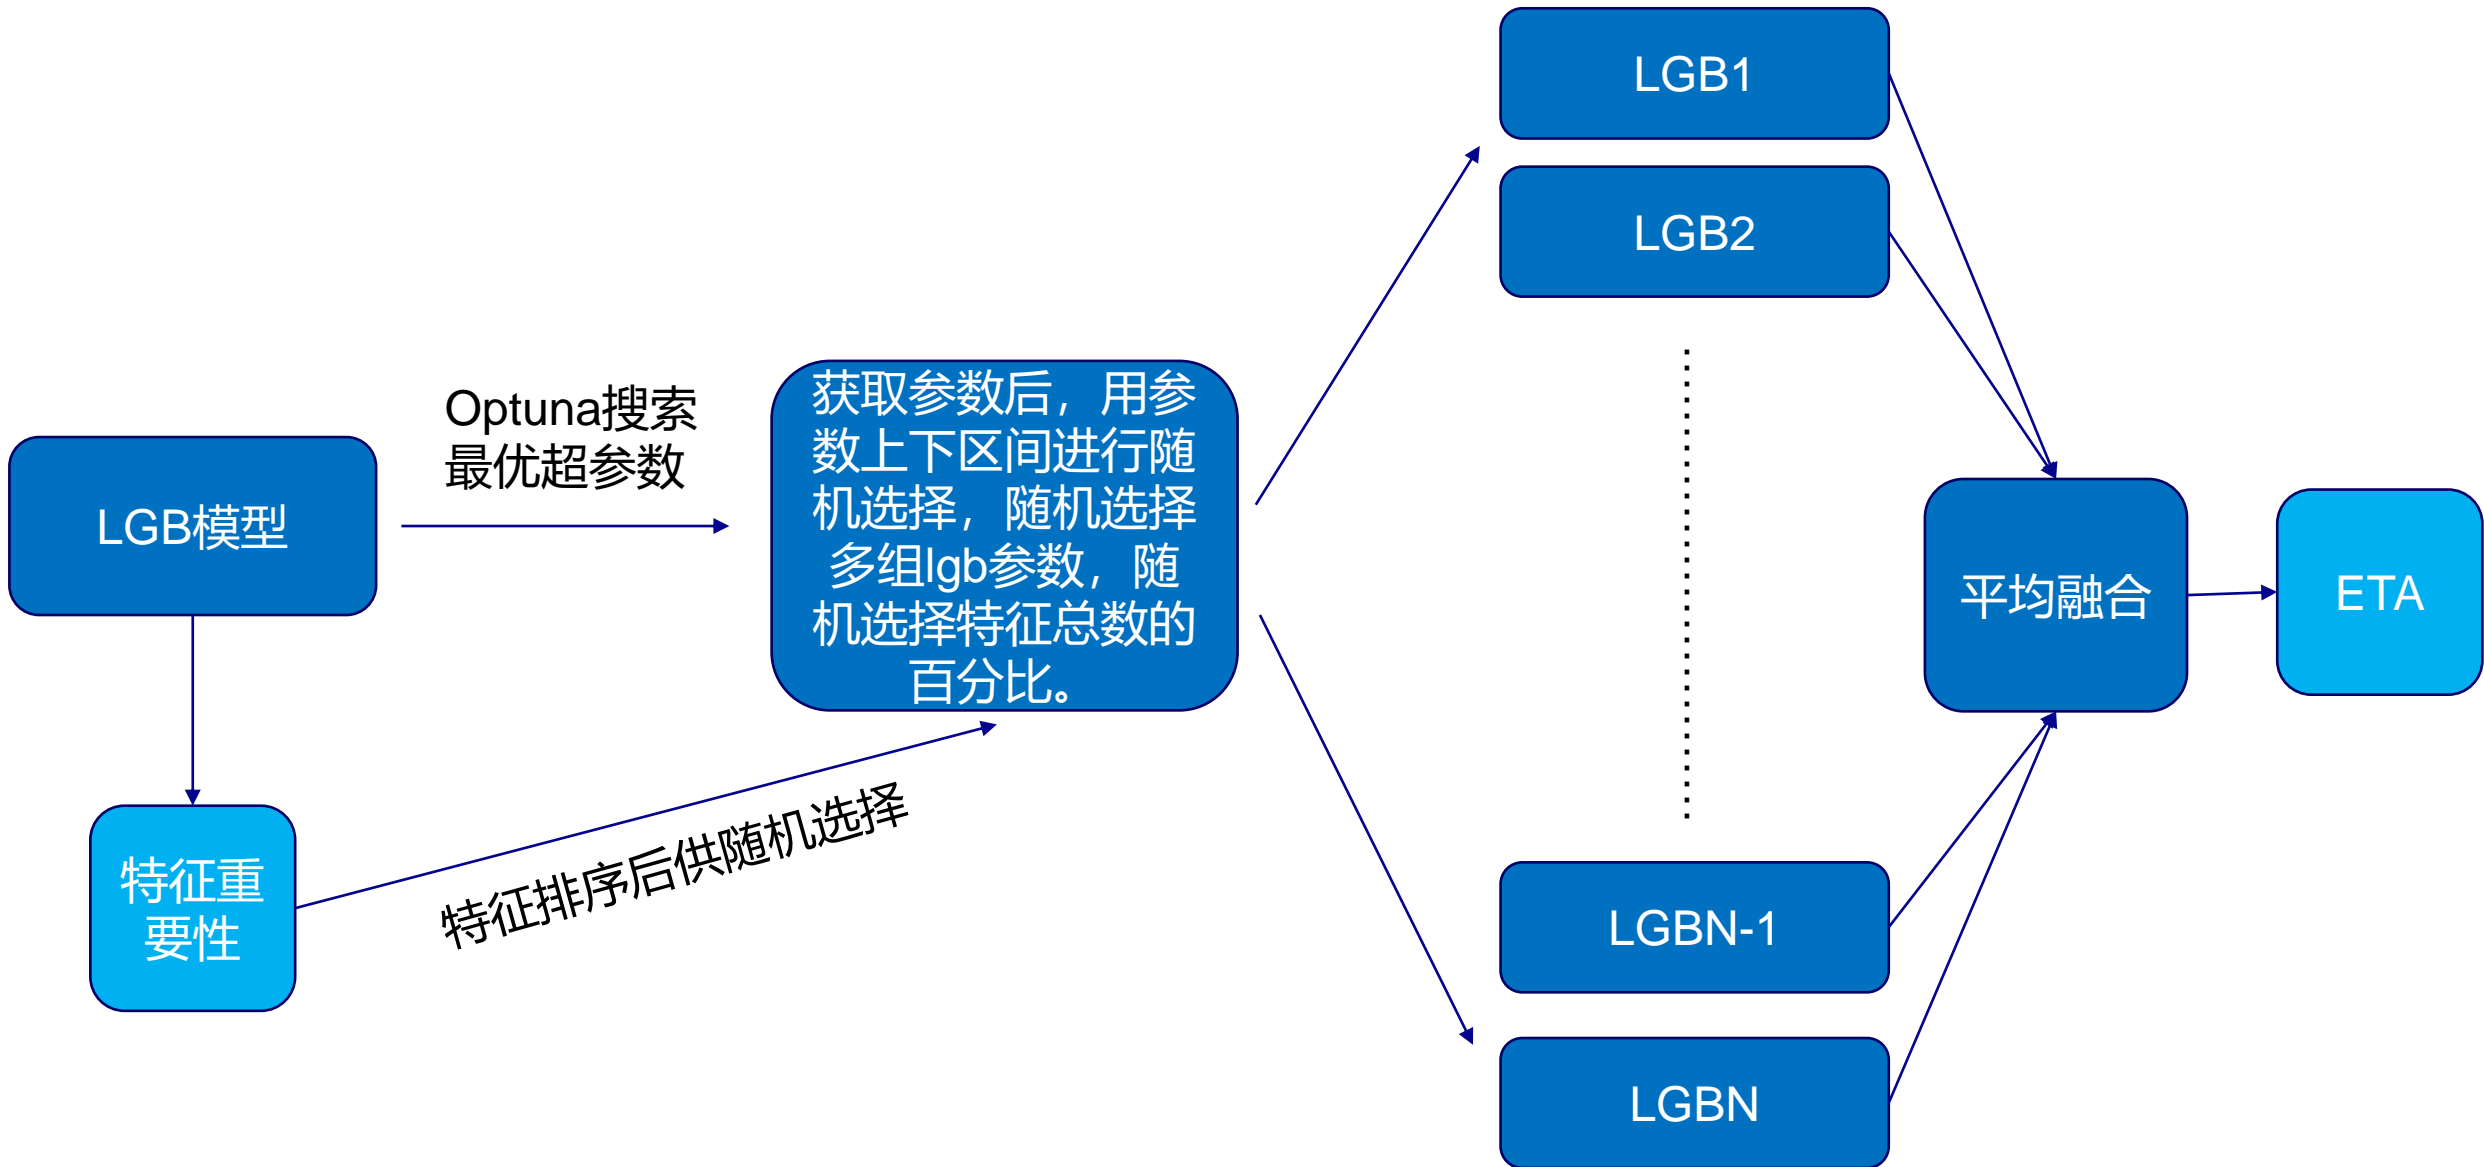 LGB模型
Optuna搜索
最优超参数
特征重
要性
特征排序后供随机选择
获取参数后，用参
数上下区间进行随
机选择，随机选择
多组lgb参数，随
机选择特征总数的
百分比。
LGB1
LGB2
LGBN-1
LGBN
平均融合
ETA